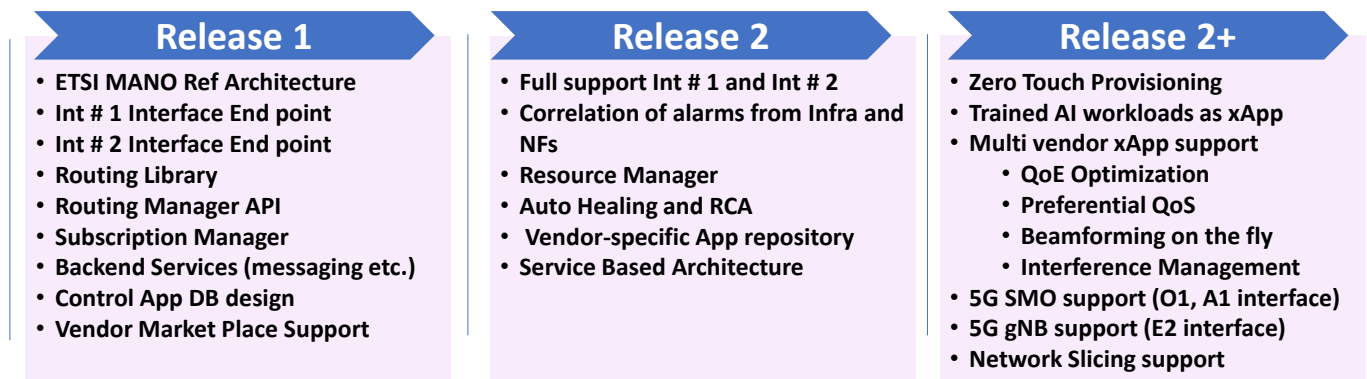 Release 1
• ETSI MANO Ref Architecture
• Int # 1 Interface End point
• Int # 2 Interface End point
• Routing Library
• Routing Manager API
• Subscription Manager
• Backend Services (messaging etc.)
• Control App DB design
• Vendor Market Place Support
Release 2
• Full support Int # 1 and Int # 2
• Correlation of alarms from Infra and
NFs
• Resource Manager
• Auto Healing and RCA
• Vendor-specific App repository
• Service Based Architecture
Release 2+
• Zero Touch Provisioning
• Trained AI workloads as xApp
• Multi vendor xApp support
• QoE Optimization
• Preferential QoS
• Beamforming on the fly
• Interference Management
• 5G SMO support (O1, A1 interface)
• 5G gNB support (E2 interface)
• Network Slicing support